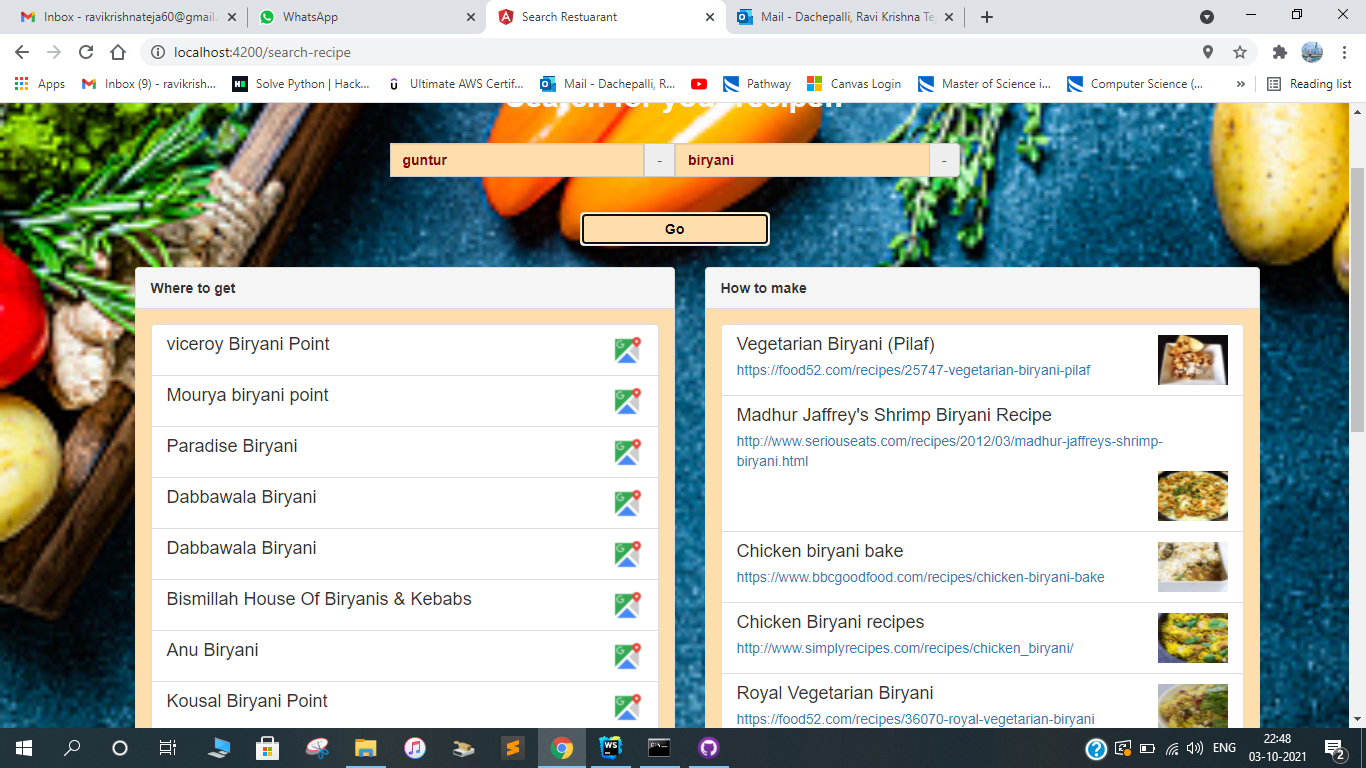 Inbox - ravikrishnateja60@gmail.
WhatsApp
Search Restuarant
Mail - Dachepalli, Ravi Krishna Te
localhost:4200/search-recipe
Apps
Inbox (9) - ravikrish...
Solve Python | Hack...
Ultimate AWS Certif...
Mail - Dachepalli, R...
Pathway
Canvas Login
Master of Science i...
Computer Science (...
»
Reading list
guntur - biryani -
Go
Where to get
viceroy Biryani Point
Mourya biryani point
Paradise Biryani
Dabbawala Biryani
Dabbawala Biryani
Bismillah House Of Biryanis & Kebabs
Anu Biryani
Kousal Biryani Point
How to make
Vegetarian Biryani (Pilaf)
https://food52.com/recipes/25747-vegetarian-biryani-pilaf
Madhur Jaffrey's Shrimp Biryani Recipe
http://www.seriouseats.com/recipes/2012/03/madhur-jaffreys-shrimp-
biryani.html
Chicken biryani bake
https://www.bbcgoodfood.com/recipes/chicken-biryani-bake
Chicken Biryani recipes
http://www.simplyrecipes.com/recipes/chicken_biryani/
Royal Vegetarian Biryani
https://food52.com/recipes/36070-royal-vegetarian-biryani
ENG
22:48
03-10-2021
2